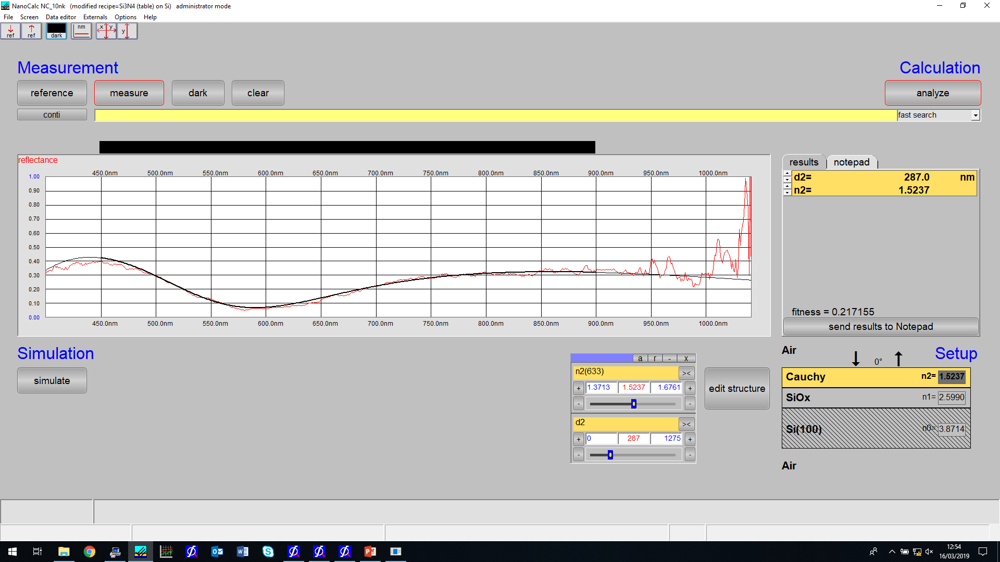 NanoCalc NC_10nk   (modified recipe=Si3N4 (table) on Si)   administrator mode
File Screen Data editor Externals Options Help
ref ref dark nm x y y
Measurement
Calculation
reference measure dark clear
analyze
conti
fast search
reflectance
450.0nm 500.0nm 550.0nm 600.0nm 650.0nm 700.0nm 750.0nm 800.0nm 850.0nm 900.0nm 950.0nm 1000.0nm
1.00
0.90
0.80
0.70
0.60
0.50
0.40
0.30
0.20
0.10
0.00
450.0nm 500.0nm 550.0nm 600.0nm 650.0nm 700.0nm 750.0nm 800.0nm 850.0nm 900.0nm 950.0nm 1000.0nm
results notepad
d2= 287.0 nm
n2= 1.5237
fitness = 0.217155
send results to Notepad
Simulation
simulate
a r - x
n2(633) ><
+ 1.3713 1.5237 1.6761 +
- -
d2 ><
+ 0 287 1275 +
- -
edit structure
Air
0°
Setup
Cauchy n2= 1.5237
SiOx n1= 2.5990
Si(100) n0= 3.8714
Air
12:54
16/03/2019